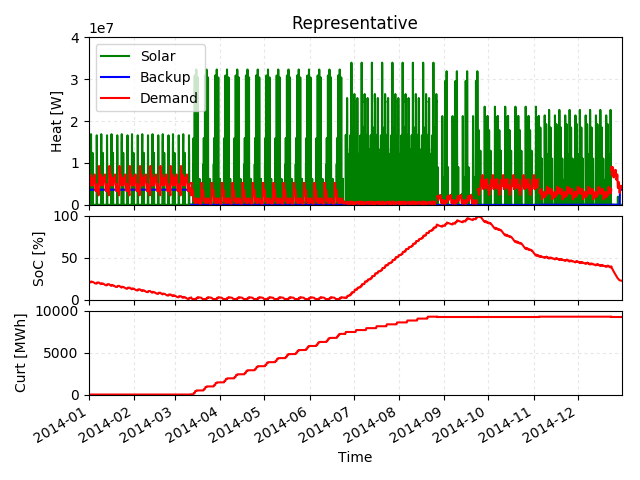 Representative
1e7
4
3
2
1
0
Heat [W]
Solar
Backup
Demand
100
50
0
SoC [%]
10000
5000
0
Curt [MWh]
2014-01 2014-02 2014-03 2014-04 2014-05 2014-06 2014-07 2014-08 2014-09 2014-10 2014-11 2014-12
Time